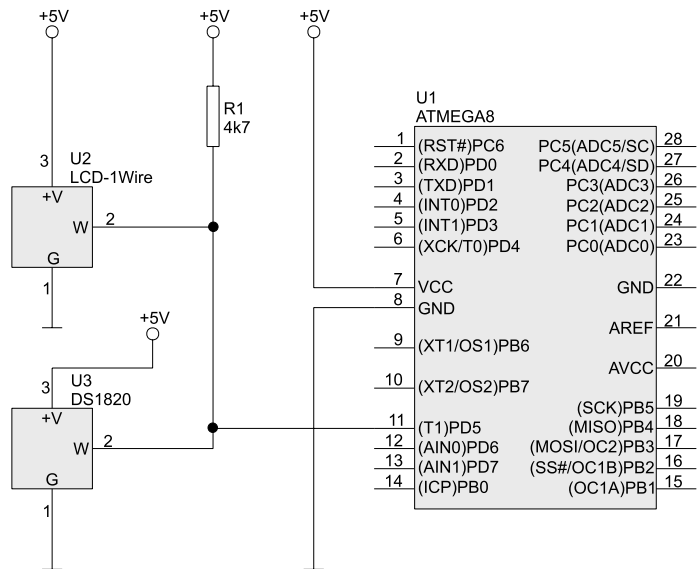 +5V +5V +5V
R1
4k7
U1
ATMEGA8
U2
LCD-1Wire
3
+V
W 2
G
1
+5V
U3
DS1820
3
+V
W 2
G
1
1 (RST#)PC6 PC5(ADC5/SC) 28
2 (RXD)PD0 PC4(ADC4/SD) 27
3 (TXD)PD1 PC3(ADC3) 26
4 (INT0)PD2 PC2(ADC2) 25
5 (INT1)PD3 PC1(ADC1) 24
6 (XCK/T0)PD4 PC0(ADC0) 23
7 VCC GND 22
8 GND
AREF 21
9 (XT1/OS1)PB6
AVCC 20
10 (XT2/OS2)PB7
(SCK)PB5 19
11 (T1)PD5 (MISO)PB4 18
12 (AIN0)PD6 (MOSI/OC2)PB3 17
13 (AIN1)PD7 (SS#/OC1B)PB2 16
14 (ICP)PB0 (OC1A)PB1 15